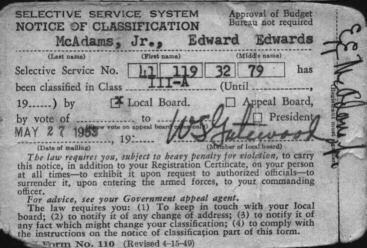 SELECTIVE SERVICE SYSTEM Approval of Budget
NOTICE OF CLASSIFICATION Bureau not required
McAdams, Jr., Edward Edwards
(Last name) (First name) (Middle name)
Selective Service No. 41 119 32 79 has
been classified in Class III-A (Until
19......) by ☒ Local Board. ☐ Appeal Board,
by vote of to ☐ President
MAY 27 1953 vote on appeal board 19
(Date of mailing) (Member of local board)
The law requires you, subject to heavy penalty for violation, to carry
this notice, in addition to your Registration Certificate, on your person
at all times—to exhibit it upon request to authorized officials—to
surrender it, upon entering the armed forces, to your commanding
officer.
For advice, see your Government appeal agent.
The law requires you: (1) To keep in touch with your local
board; (2) to notify it of any change of address; (3) to notify it of
any fact which might change your classification; (4) to comply with
the instructions on the notice of classification part of this form.
Form No. 110 (Revised 4-15-49)